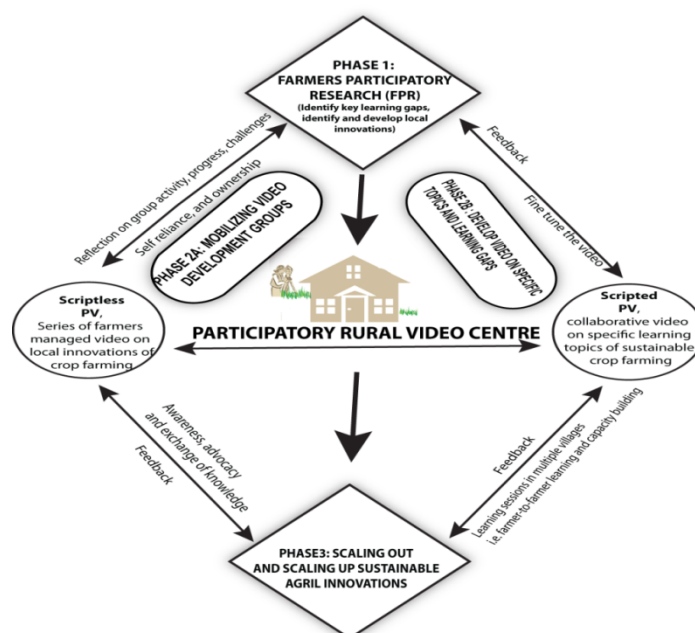 PHASE 1:
FARMERS PARTICIPATORY
RESEARCH (FPR)
(Identify key learning gaps,
identify and develop local
innovations)
Reflection on group activity, progress, challenges
Self reliance, and ownership
Feedback
Fine tune the video
PHASE 2A: MOBILIZING VIDEO
DEVELOPMENT GROUPS
PHASE 2B : DEVELOP VIDEO ON SPECIFIC
TOPICS AND LEARNING GAPS
Scriptless
PV,
Series of farmers
managed video on
local innovations of
crop farming
PARTICIPATORY RURAL VIDEO CENTRE
Scripted
PV,
collaborative video
on specific learning
topics of sustainable
crop farming
Awareness, advocacy
and exchange of knowledge
Feedback
Feedback
Learning sessions in multiple villages
i.e. farmer-to-farmer learning and capacity building
PHASE3: SCALING OUT
AND SCALING UP SUSTAINABLE
AGRIL INNOVATIONS